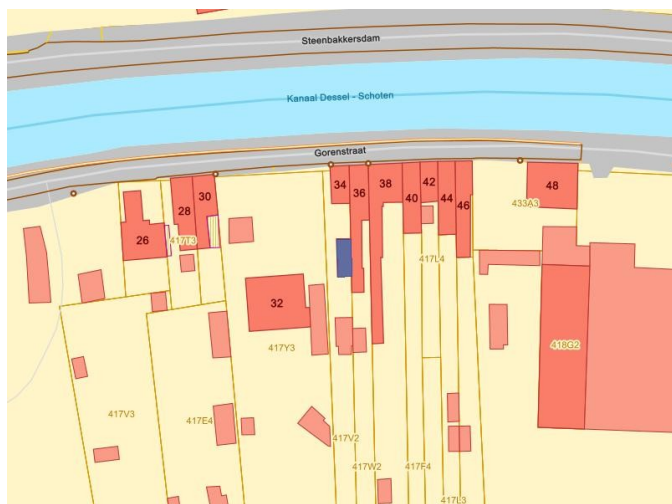 Steenbakkersdam
Kanaal Dessel - Schoten
Gorenstraat
34
36
38
40
42
44
46
48
28
30
433A3
26
417T3
417L4
32
417Y3
418G2
417V3
417E4
417V2
417W2
417F4
417L3